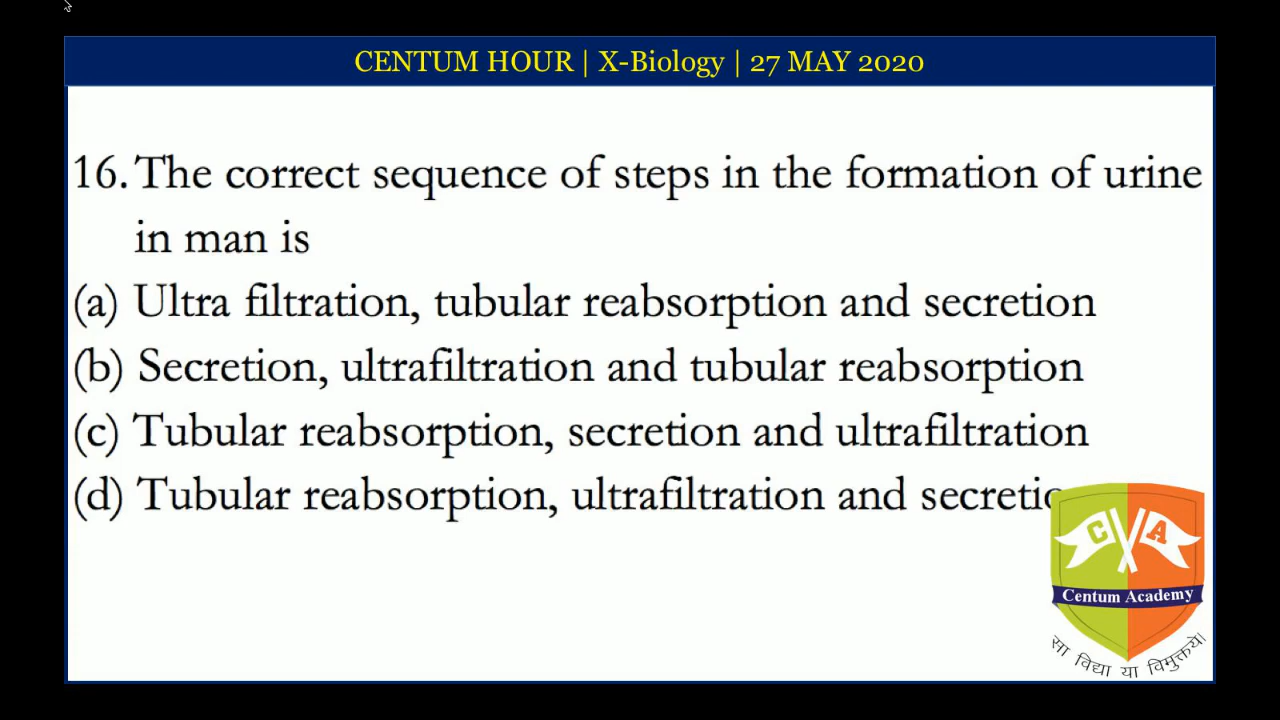 CENTUM HOUR | X-Biology | 27 MAY 2020
16. The correct sequence of steps in the formation of urine
in man is
(a) Ultra filtration, tubular reabsorption and secretion
(b) Secretion, ultrafiltration and tubular reabsorption
(c) Tubular reabsorption, secretion and ultrafiltration
(d) Tubular reabsorption, ultrafiltration and secretio
C A
Centum Academy
सा विद्या या विमुक्तये।